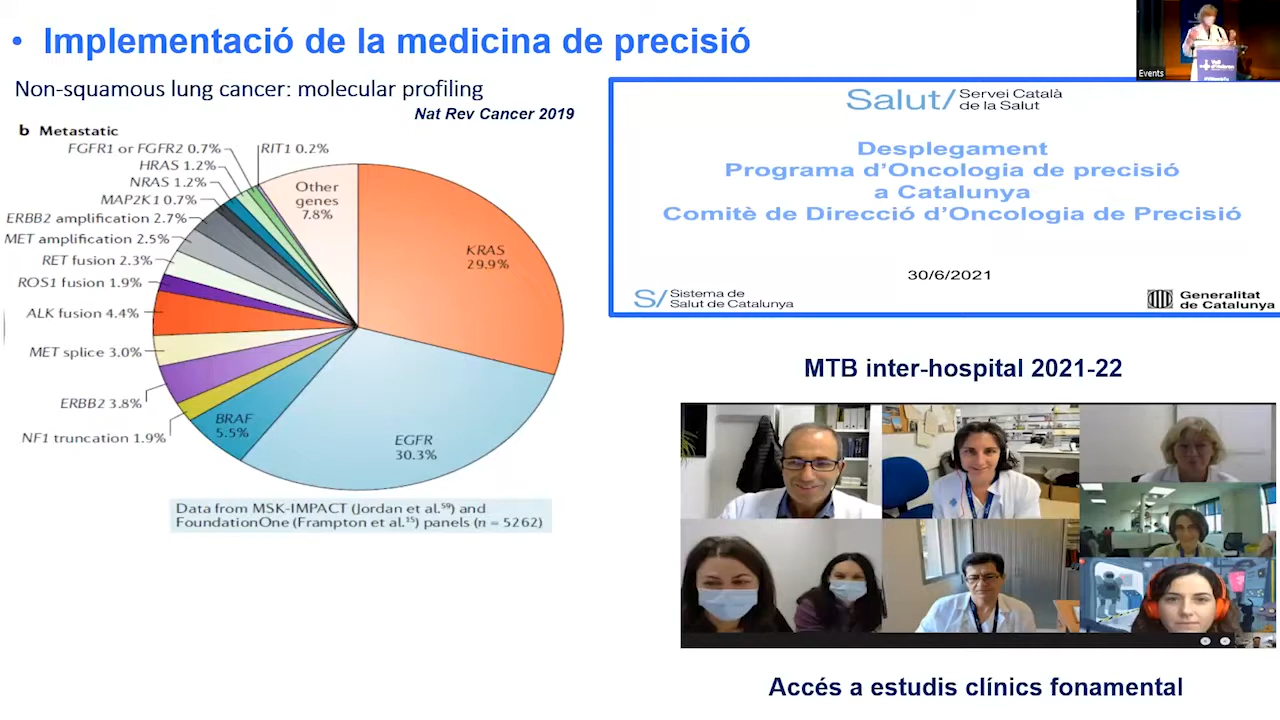 • Implementació de la medicina de precisió
Non-squamous lung cancer: molecular profiling
Nat Rev Cancer 2019
b Metastatic
FGFR1 or FGFR2 0.7%
RIT1 0.2%
HRAS 1.2%
NRAS 1.2%
MAP2K1 0.7%
ERBB2 amplification 2.7%
MET amplification 2.5%
RET fusion 2.3%
ROS1 fusion 1.9%
ALK fusion 4.4%
MET splice 3.0%
ERBB2 3.8%
NF1 truncation 1.9%
Other
genes
7.8%
KRAS
29.9%
BRAF
5.5%
EGFR
30.3%
Data from MSK-IMPACT (Jordan et al.⁵⁹) and
FoundationOne (Frampton et al.¹⁵) panels (n = 5262)
Events
Vall
d'Hebron
Salut/ Servei Català
de la Salut
Desplegament
Programa d'Oncologia de precisió
a Catalunya
Comitè de Direcció d'Oncologia de Precisió
30/6/2021
S/ Sistema de
Salut de Catalunya
Generalitat
de Catalunya
MTB inter-hospital 2021-22
Accés a estudis clínics fonamental